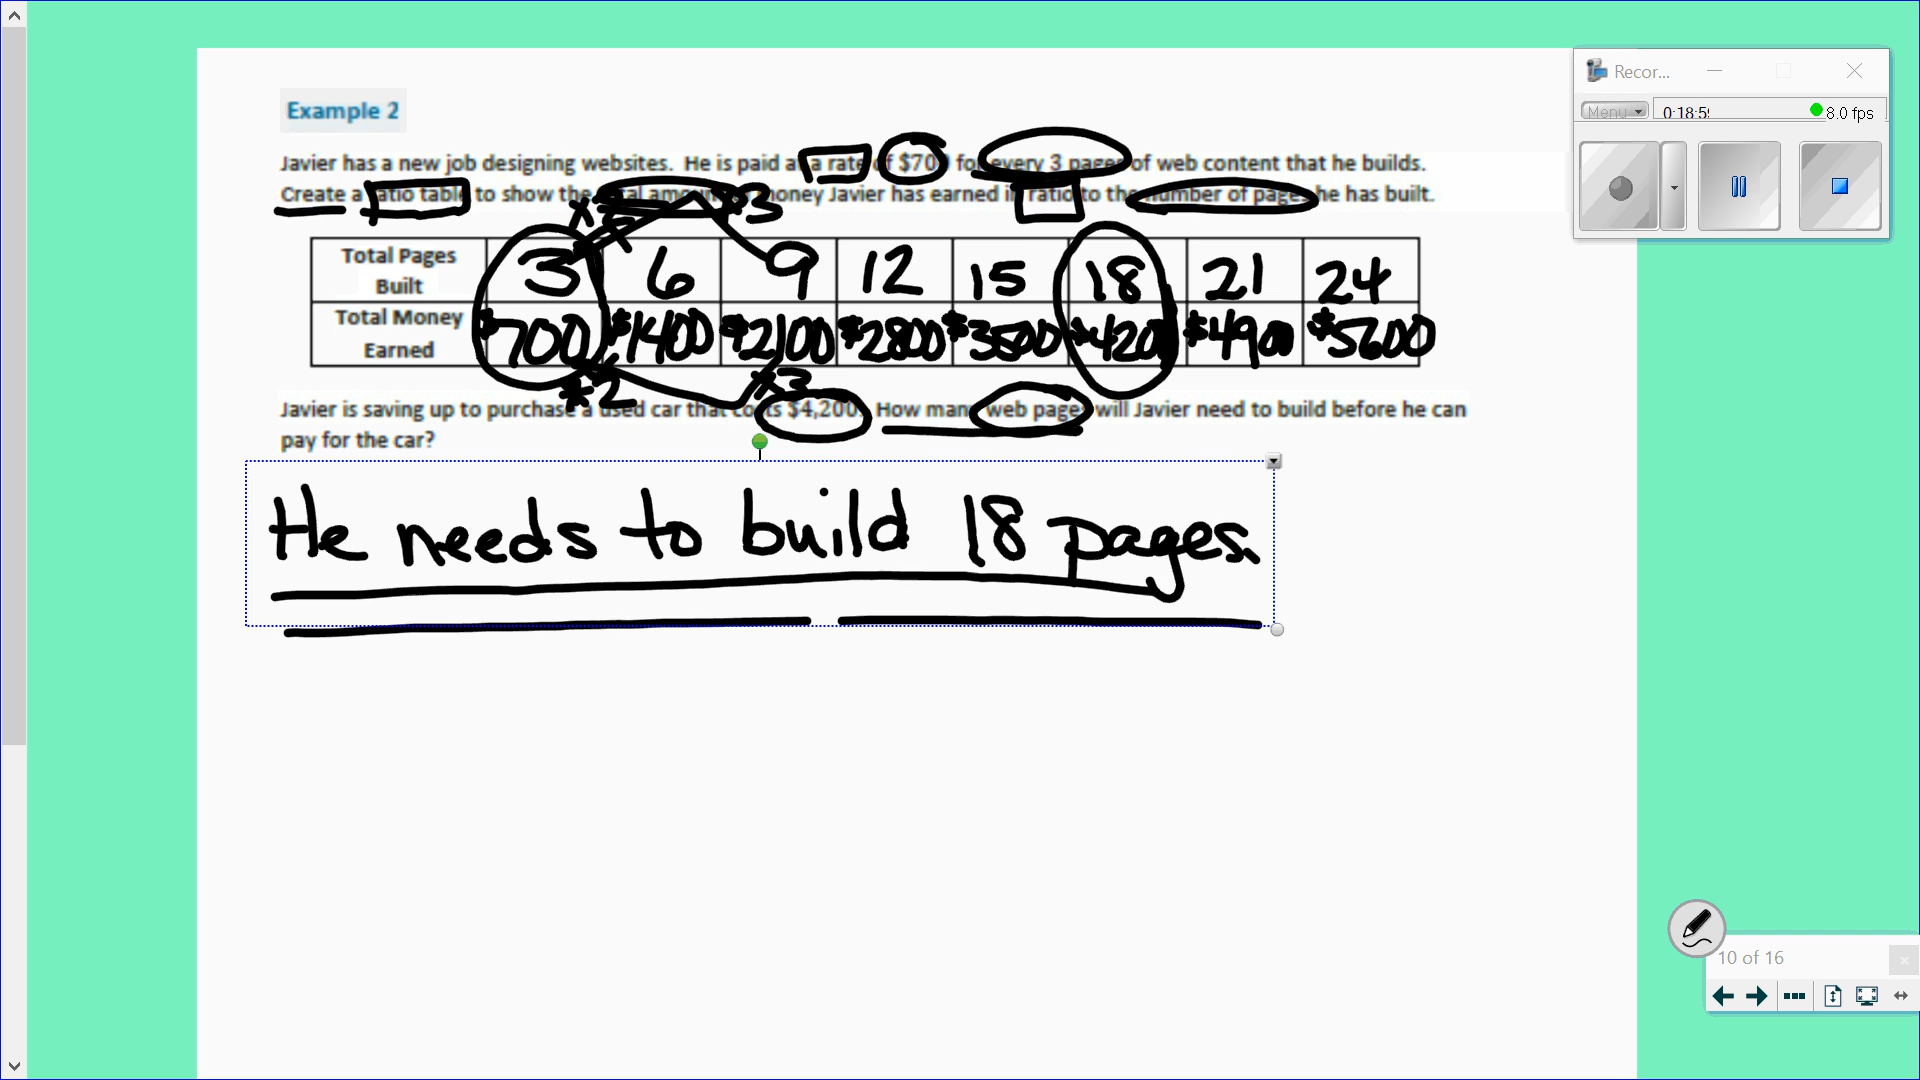 Recor...
Menu
0:18:5
8.0 fps
Example 2
Javier has a new job designing websites. He is paid at a rate of $700 for every 3 pages of web content that he builds.
Create a ratio table to show the total amount money Javier has earned in ratio to the number of pages he has built.
x3
Total Pages Built 3 6 9 12 15 18 21 24
Total Money Earned $700 $1400 $2100 $2800 $3500 $4200 $4900 $5600
x2 x3
Javier is saving up to purchase a used car that costs $4,200. How many web pages will Javier need to build before he can
pay for the car?
He needs to build 18 pages.
10 of 16